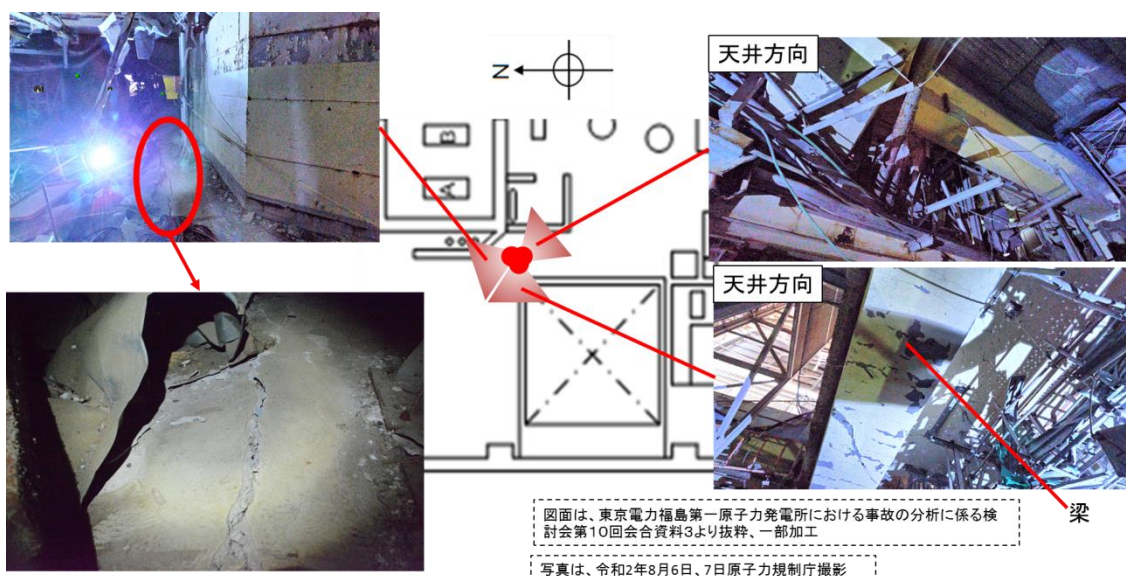 天井方向
N
B
A
天井方向
梁
図面は、東京電力福島第一原子力発電所における事故の分析に係る検
討会第10回会合資料3より抜粋、一部加工
写真は、令和2年8月6日、7日原子力規制庁撮影